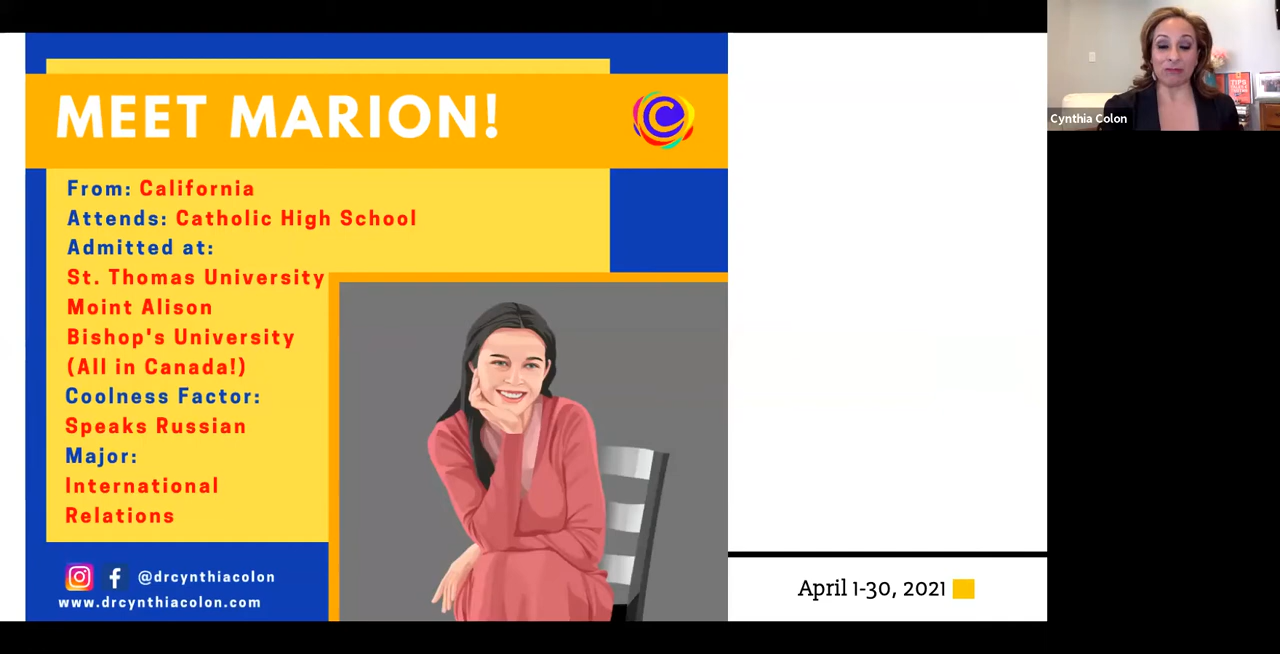 MEET MARION!
C
From: California
Attends: Catholic High School
Admitted at:
St. Thomas University
Moint Alison
Bishop's University
(All in Canada!)
Coolness Factor:
Speaks Russian
Major:
International
Relations
@drcynthiacolon
www.drcynthiacolon.com
April 1-30, 2021
Cynthia Colon